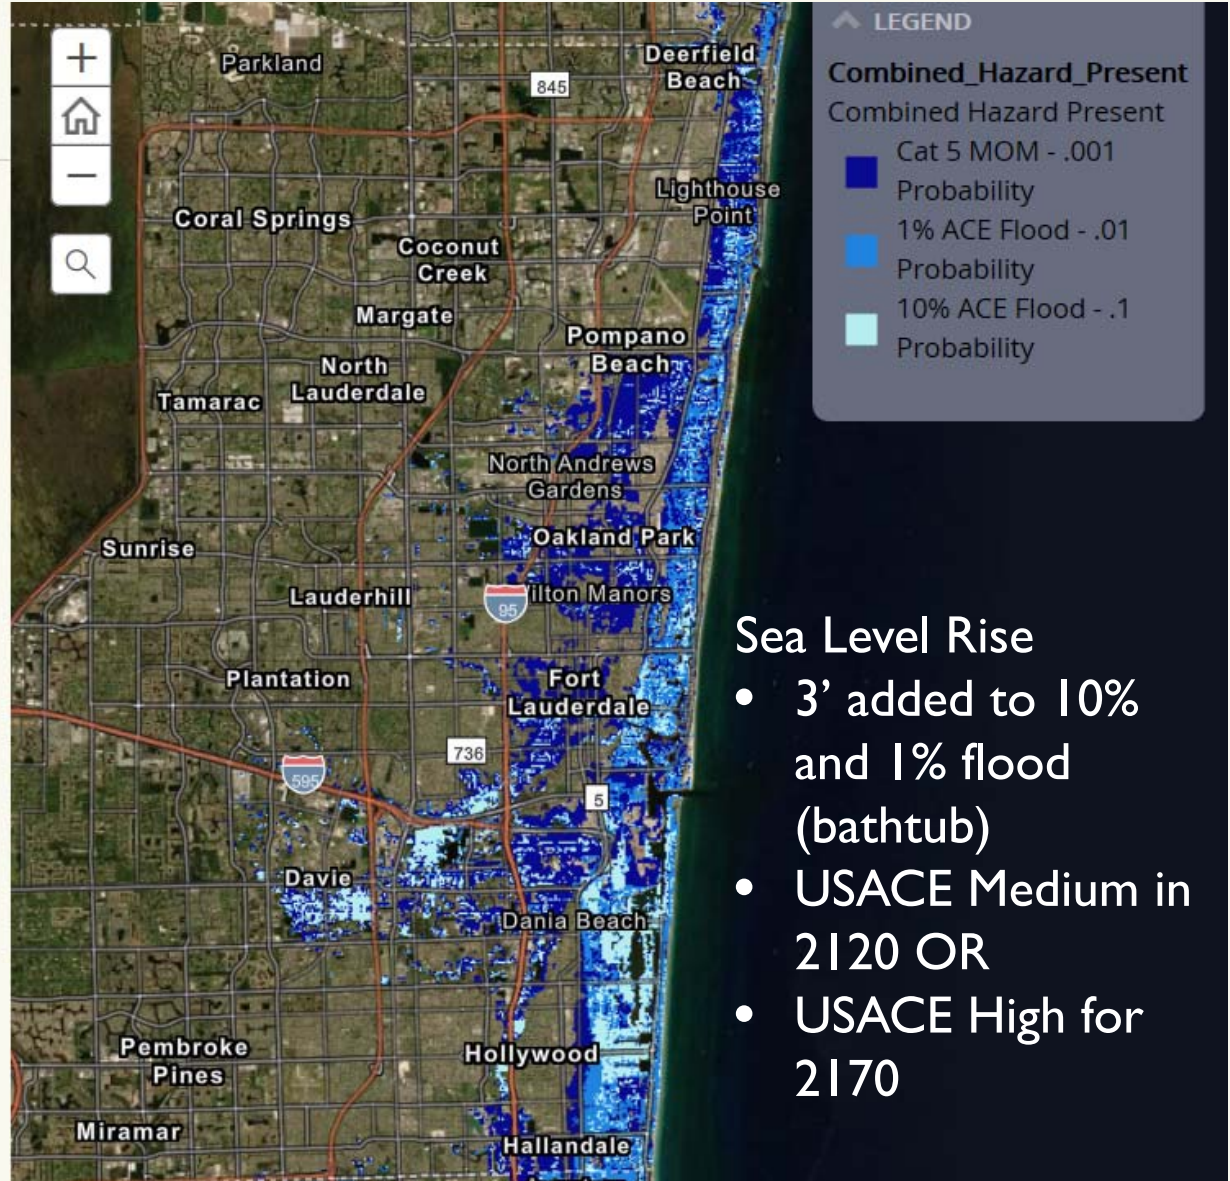 +
−
LEGEND
Combined_Hazard_Present
Combined Hazard Present
Cat 5 MOM - .001
Probability
1% ACE Flood - .01
Probability
10% ACE Flood - .1
Probability
Parkland
Deerfield
Beach
845
Lighthouse
Point
Coral Springs
Coconut
Creek
Margate
Pompano
Beach
North
Lauderdale
Tamarac
North Andrews
Gardens
Sunrise
Oakland Park
Lauderhill
95
ilton Manors
Plantation
Fort
Lauderdale
736
595
5
Davie
Dania Beach
Pembroke
Pines
Hollywood
Miramar
Hallandale
Sea Level Rise
• 3’ added to 10%
and 1% flood
(bathtub)
• USACE Medium in
2120 OR
• USACE High for
2170